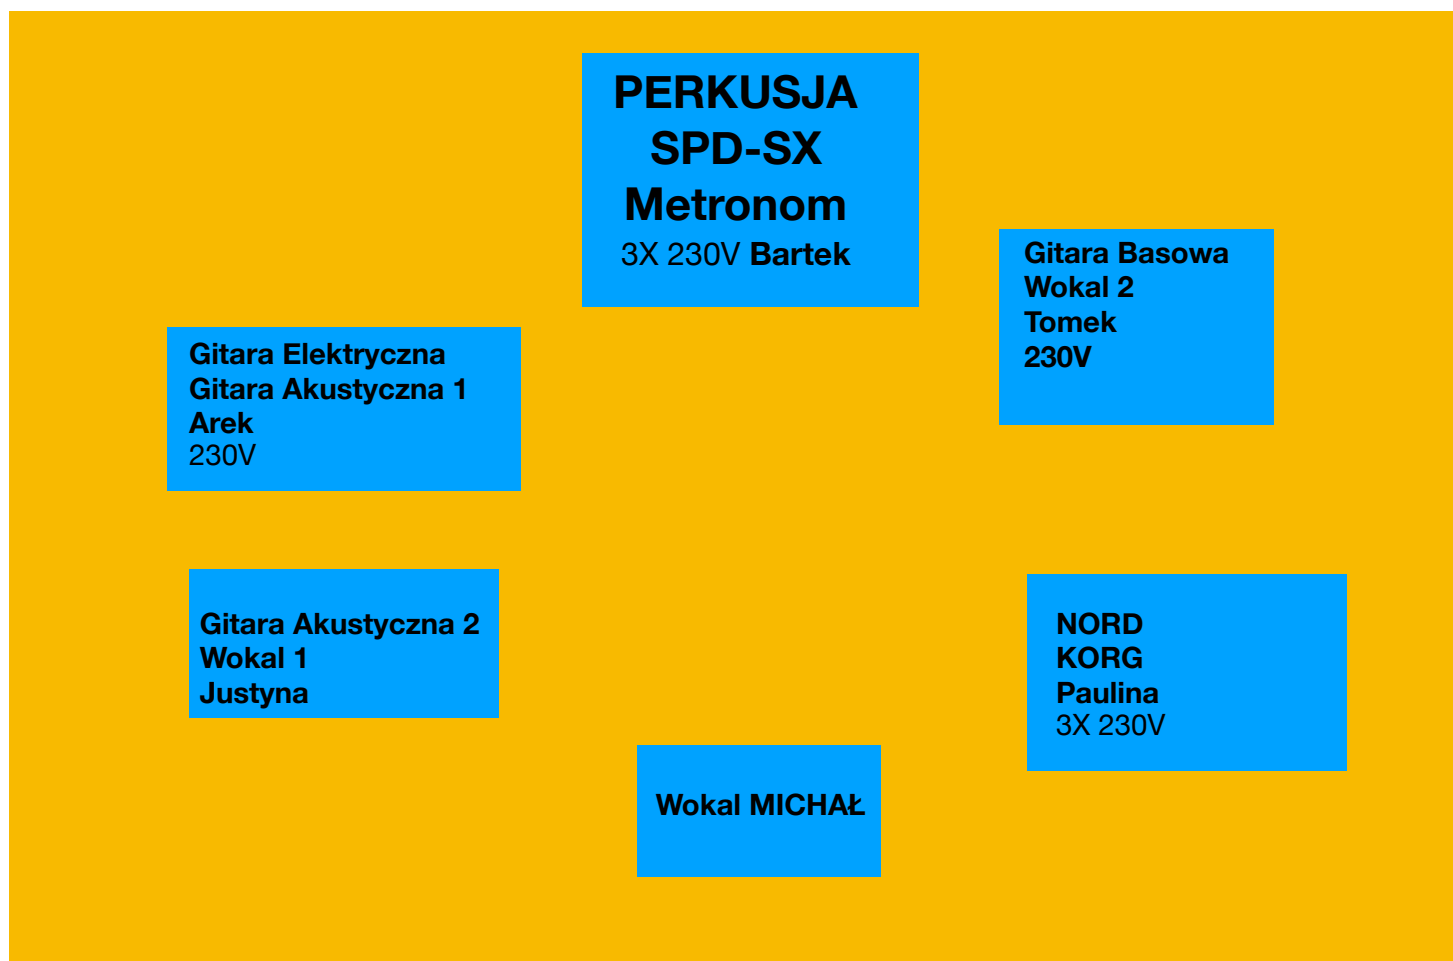 PERKUSJA
SPD-SX
Metronom
3X 230V Bartek
Gitara Basowa
Wokal 2
Tomek
230V
Gitara Elektryczna
Gitara Akustyczna 1
Arek
230V
Gitara Akustyczna 2
Wokal 1
Justyna
NORD
KORG
Paulina
3X 230V
Wokal MICHAŁ